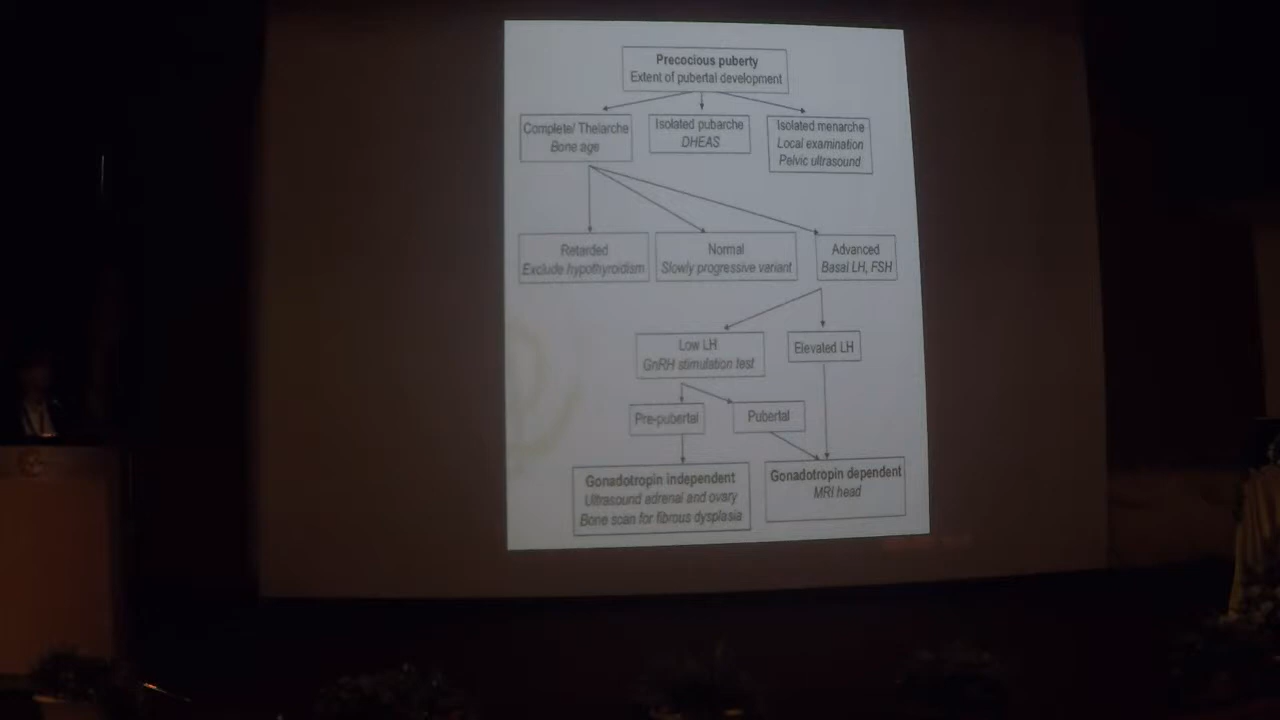 Precocious puberty
Extent of pubertal development
Complete/ Thelarche
Bone age
Isolated pubarche
DHEAS
Isolated menarche
Local examination
Pelvic ultrasound
Retarded
Exclude hypothyroidism
Normal
Slowly progressive variant
Advanced
Basal LH, FSH
Low LH
GnRH stimulation test
Elevated LH
Pre-pubertal
Pubertal
Gonadotropin independent
Ultrasound adrenal and ovary
Bone scan for fibrous dysplasia
Gonadotropin dependent
MRI head